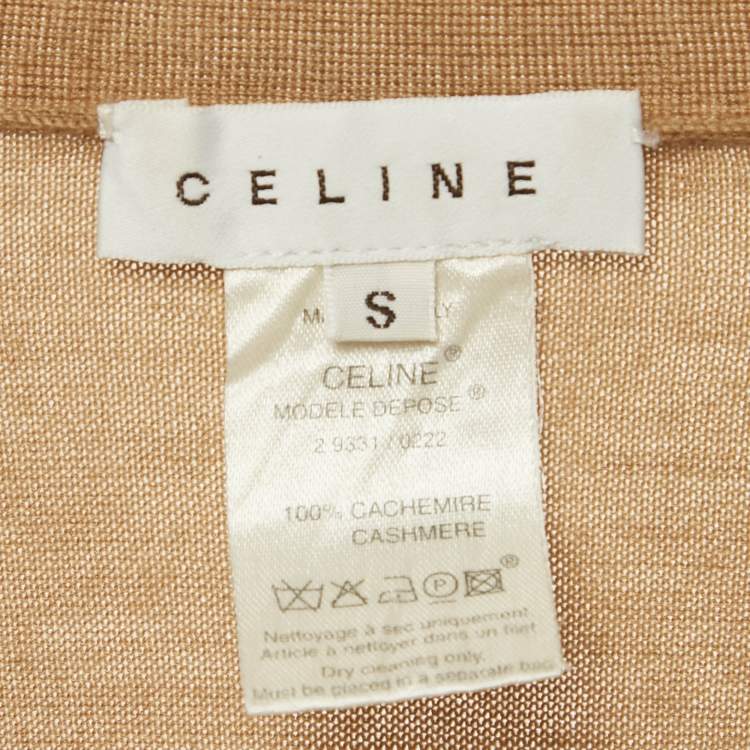 CELINE
S
CELINE®
MODELE DEPOSE®
2 9331 / 0222
100% CACHEMIRE
CASHMERE
P
®
Nettoyage à sec uniquement
Article à nettoyer dans un filet
Dry cleaning only.
Must be placed in a separate bag